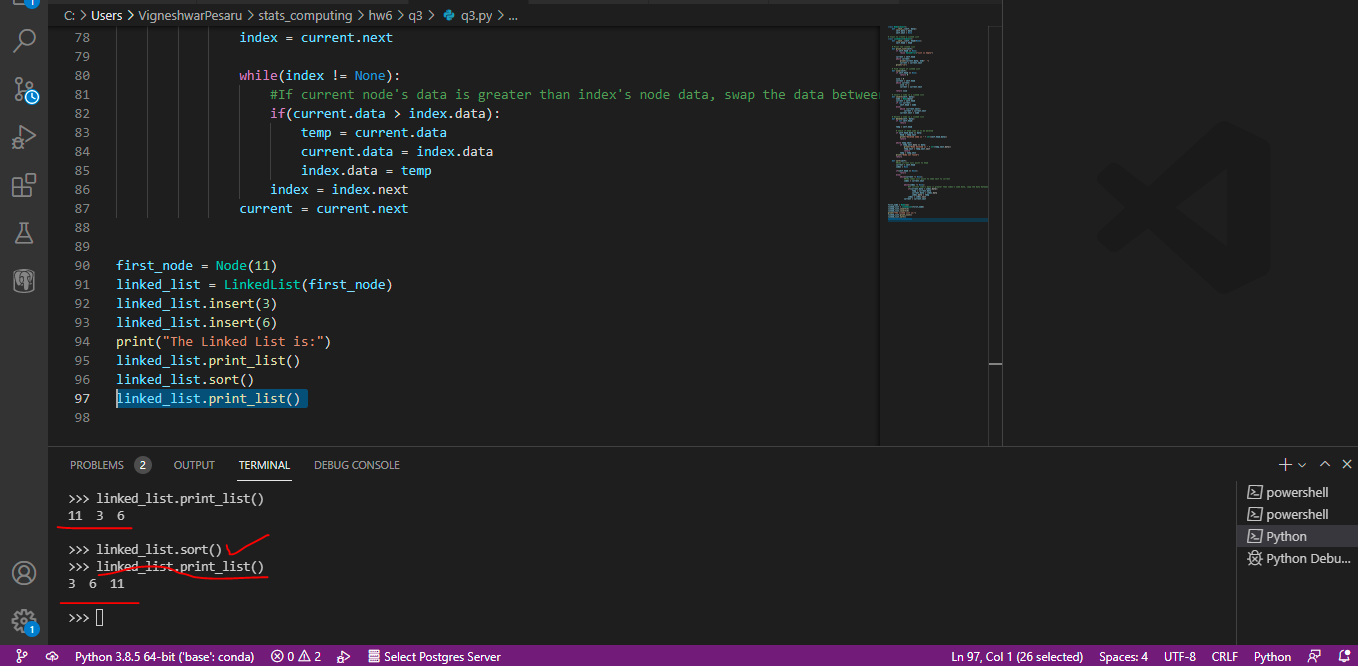 1
C: > Users > VigneshwarPesaru > stats_computing > hw6 > q3 > q3.py > ...
78 index = current.next
79
80 while(index != None):
81 #If current node's data is greater than index's node data, swap the data between
82 if(current.data > index.data):
83 temp = current.data
84 current.data = index.data
85 index.data = temp
86 index = index.next
87 current = current.next
88
89
90 first_node = Node(11)
91 linked_list = LinkedList(first_node)
92 linked_list.insert(3)
93 linked_list.insert(6)
94 print("The Linked List is:")
95 linked_list.print_list()
96 linked_list.sort()
97 linked_list.print_list()
98
PROBLEMS 2 OUTPUT TERMINAL DEBUG CONSOLE
>>> linked_list.print_list()
11 3 6
>>> linked_list.sort()
>>> linked_list.print_list()
3 6 11
>>>
powershell
powershell
Python
Python Debu...
1
Python 3.8.5 64-bit ('base': conda) 0 2 Select Postgres Server Ln 97, Col 1 (26 selected) Spaces: 4 UTF-8 CRLF Python